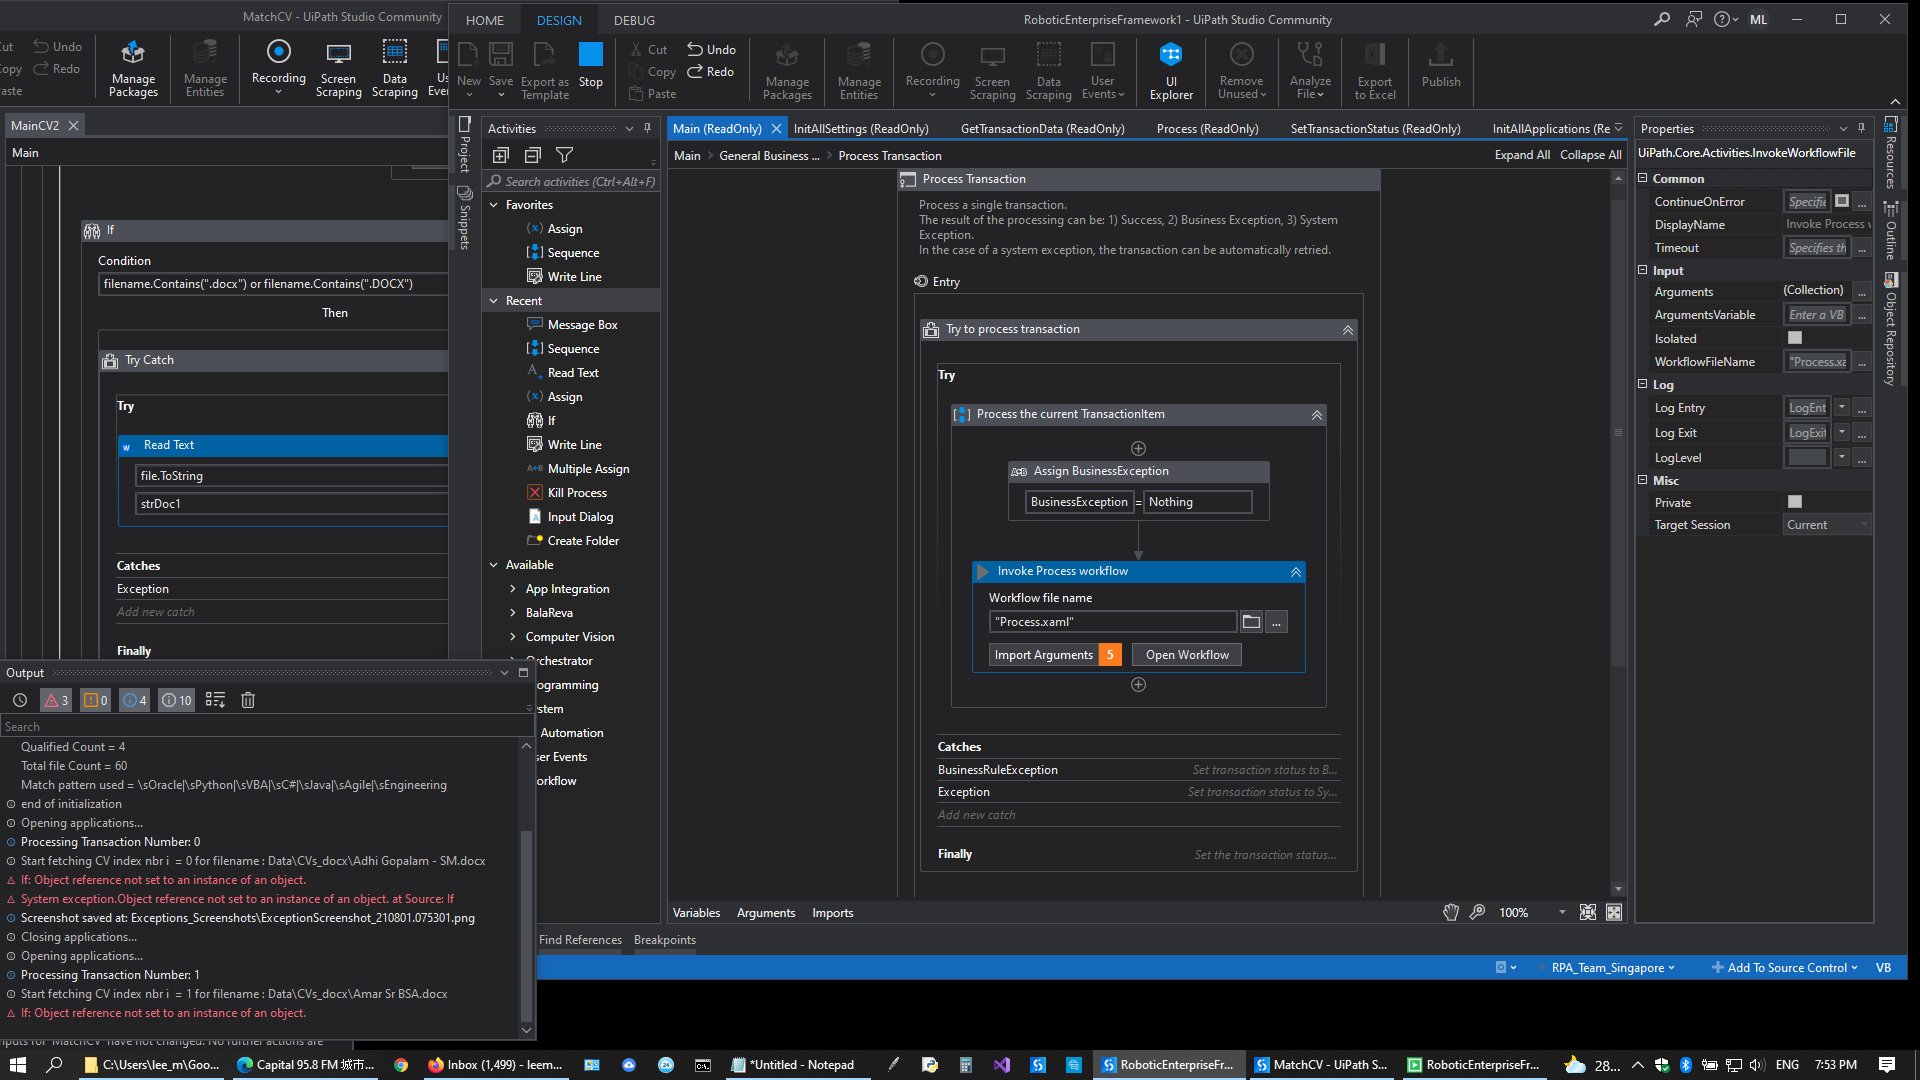 MatchCV - UiPath Studio Community
Cut
Undo
Copy
Redo
Paste
Manage Packages
Manage Entities
Recording
Screen Scraping
Data Scraping
MainCV2
Main
If
Condition
filename.Contains(".docx") or filename.Contains(".DOCX")
Then
Try Catch
Try
Read Text
file.ToString
strDoc1
Catches
Exception
Add new catch
Finally
HOME
DESIGN
DEBUG
RoboticEnterpriseFramework1 - UiPath Studio Community
ML
New
Save
Export as Template
Stop
Cut
Copy
Paste
Undo
Redo
Manage Packages
Manage Entities
Recording
Screen Scraping
Data Scraping
User Events
UI Explorer
Remove Unused
Analyze File
Export to Excel
Publish
Project
Snippets
Activities
Search activities (Ctrl+Alt+F)
Favorites
Assign
Sequence
Write Line
Recent
Message Box
Sequence
Read Text
Assign
If
Write Line
Multiple Assign
Kill Process
Input Dialog
Create Folder
Available
App Integration
BalaReva
Computer Vision
Orchestrator
ogramming
stem
Automation
ser Events
orkflow
Main (ReadOnly)
InitAllSettings (ReadOnly)
GetTransactionData (ReadOnly)
Process (ReadOnly)
SetTransactionStatus (ReadOnly)
InitAllApplications (Re
Main > General Business ... > Process Transaction
Expand All
Collapse All
Process Transaction
Process a single transaction.
The result of the processing can be: 1) Success, 2) Business Exception, 3) System
Exception.
In the case of a system exception, the transaction can be automatically retried.
Entry
Try to process transaction
Try
Process the current TransactionItem
A•B Assign BusinessException
BusinessException = Nothing
Invoke Process workflow
Workflow file name
"Process.xaml"
...
Import Arguments 5
Open Workflow
Catches
BusinessRuleException Set transaction status to B...
Exception Set transaction status to Sy...
Add new catch
Finally Set the transaction status...
Variables
Arguments
Imports
100%
Find References
Breakpoints
RPA_Team_Singapore
Add To Source Control
VB
Properties
UiPath.Core.Activities.InvokeWorkflowFile
Common
ContinueOnError Specifie ...
DisplayName Invoke Process w
Timeout Specifies th ...
Input
Arguments (Collection) ...
ArgumentsVariable Enter a VB ...
Isolated
WorkflowFileName "Process.xa ...
Log
Log Entry LogEnt ...
Log Exit LogExit ...
LogLevel ...
Misc
Private
Target Session Current
Resources
Outline
Object Repository
Output
3
0
4
10
Search
Qualified Count = 4
Total file Count = 60
Match pattern used = \sOracle|\sPython|\sVBA|\sC#|\sJava|\sAgile|\sEngineering
end of initialization
Opening applications...
Processing Transaction Number: 0
Start fetching CV index nbr i = 0 for filename : Data\CVs_docx\Adhi Gopalam - SM.docx
If: Object reference not set to an instance of an object.
System exception.Object reference not set to an instance of an object. at Source: If
Screenshot saved at: Exceptions_Screenshots\ExceptionScreenshot_210801.075301.png
Closing applications...
Opening applications...
Processing Transaction Number: 1
Start fetching CV index nbr i = 1 for filename : Data\CVs_docx\Amar Sr BSA.docx
If: Object reference not set to an instance of an object.
nputs for 'MatchCV' have not changed. No further actions are
C:\Users\lee_m\Goo...
Capital 95.8 FM 城市...
Inbox (1,499) - leem...
*Untitled - Notepad
RoboticEnterpriseFr...
MatchCV - UiPath S...
RoboticEnterpriseFr...
28...
ENG
7:53 PM